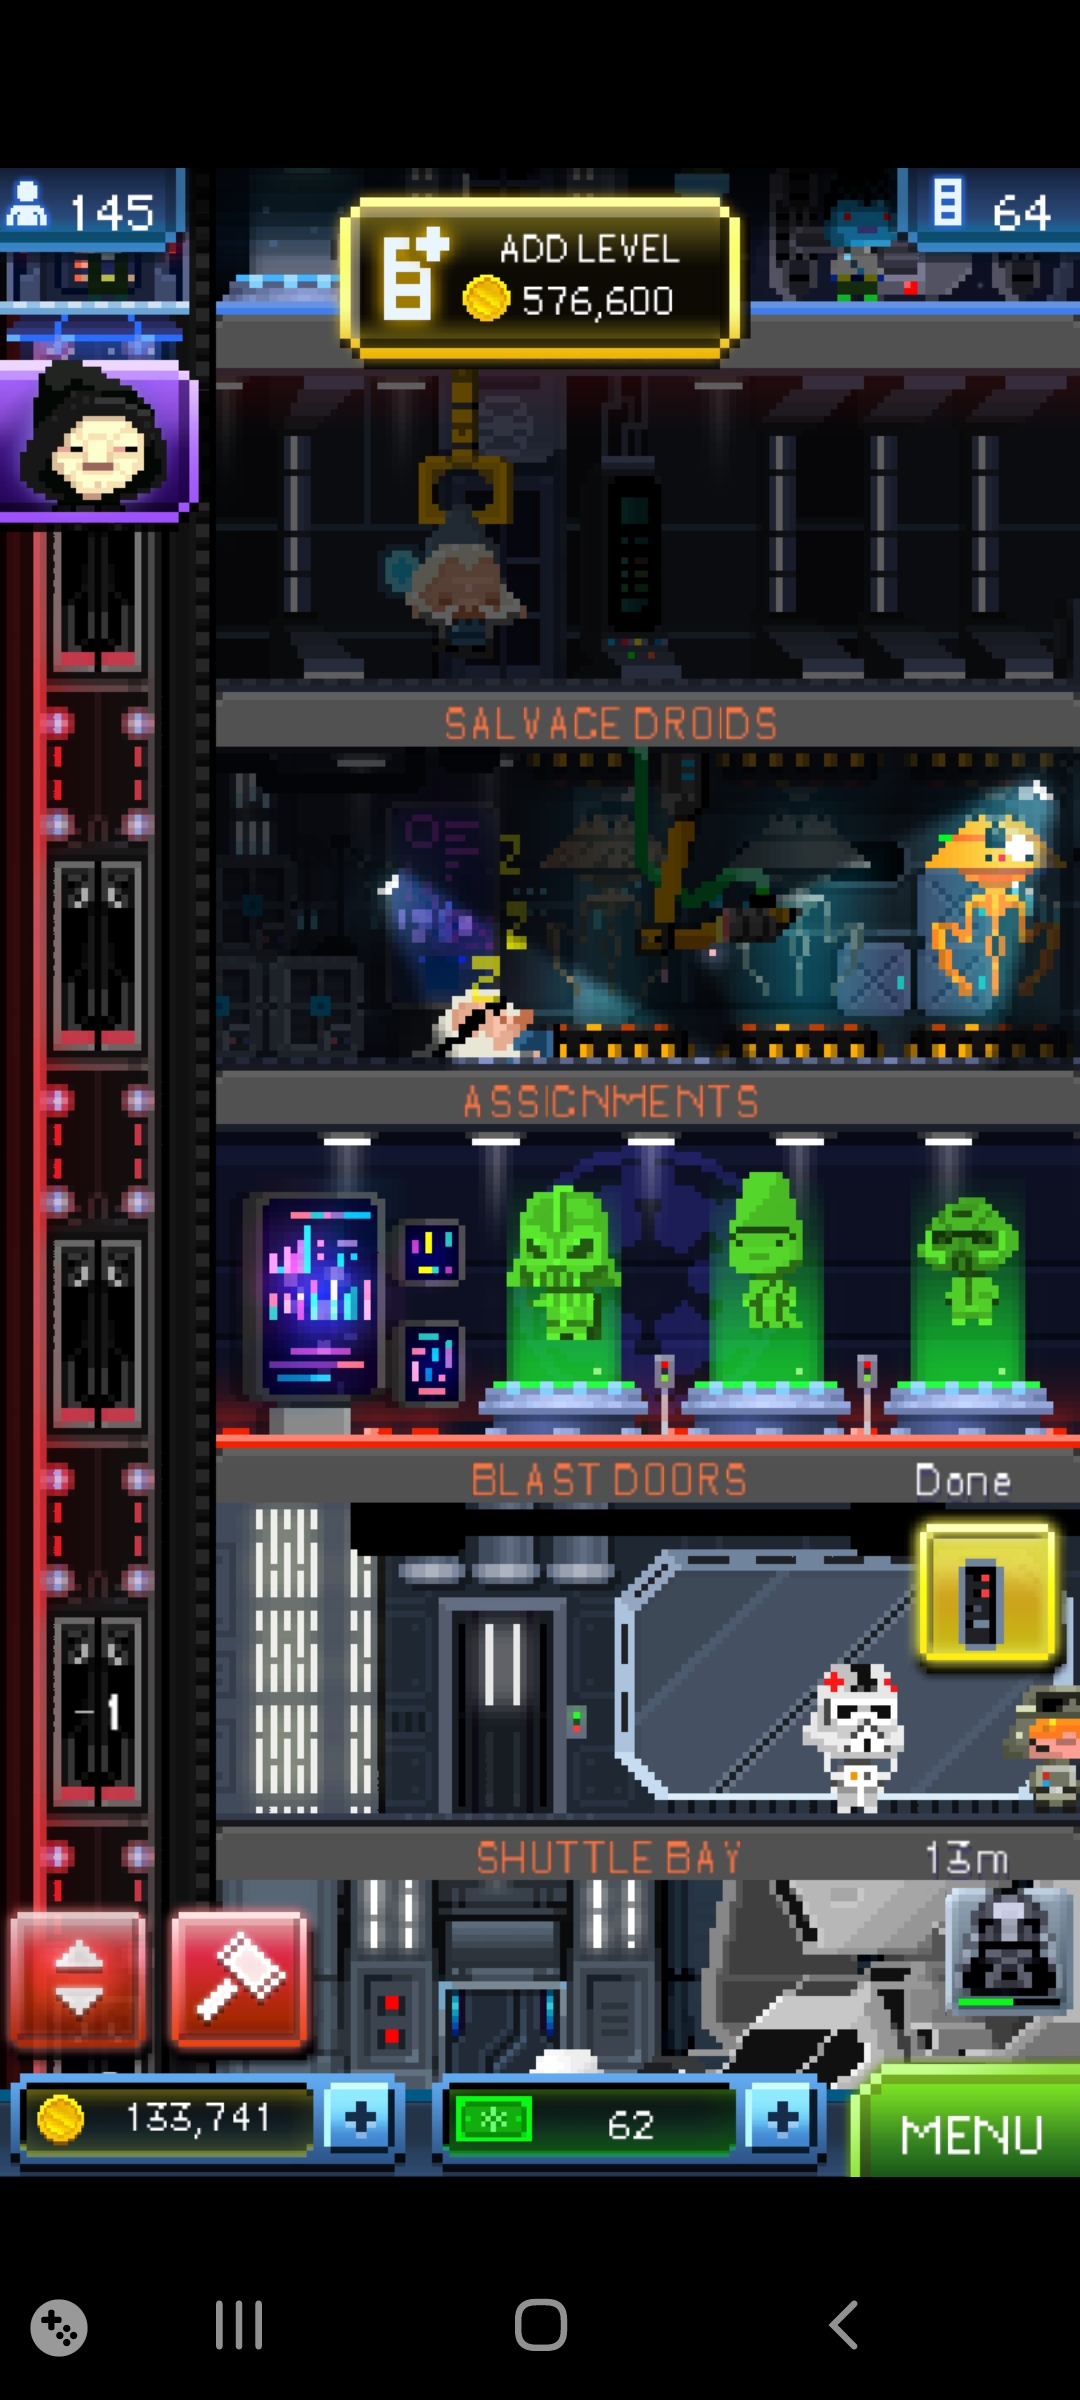 145
64
ADD LEVEL
576,600
SALVAGE DROIDS
ASSIGNMENTS
BLAST DOORS
Done
-1
SHUTTLE BAY
13m
133,741
62
MENU